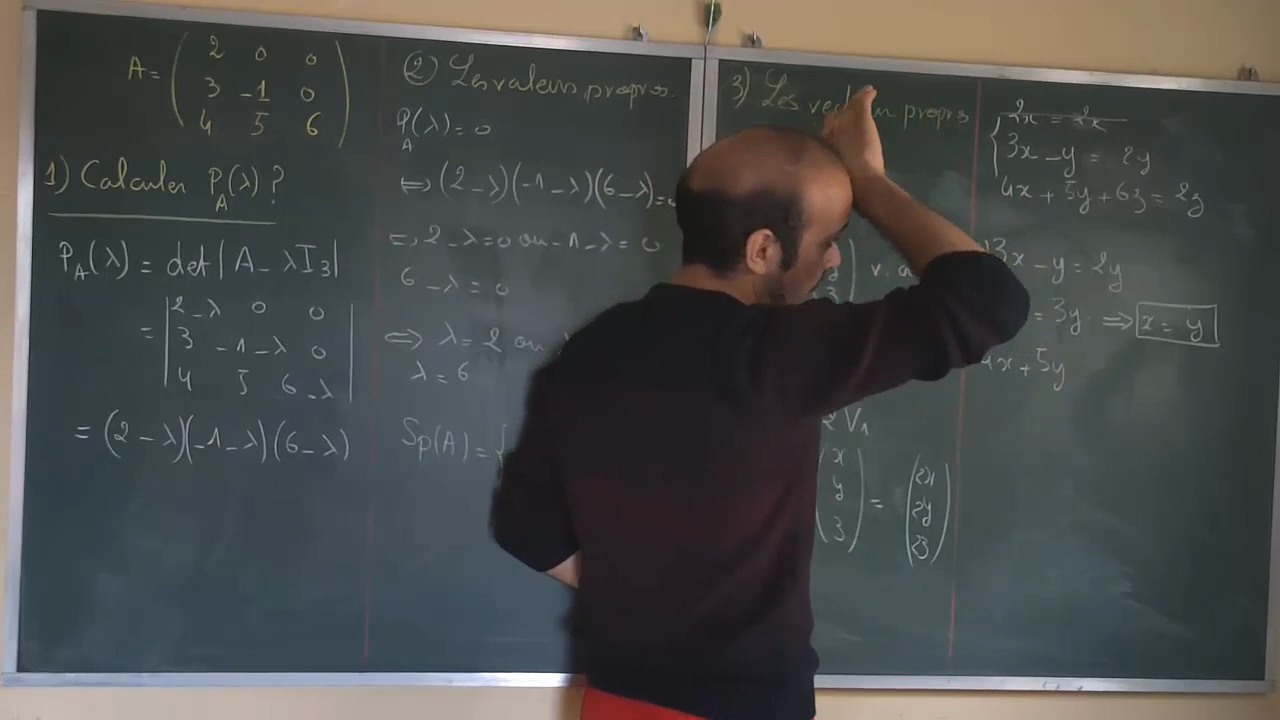 A = ( 2 0 0
3 -1 0
4 5 6 )
1) Calculer P_A(λ) ?
P_A(λ) = det | A - λI₃ |
= | 2-λ 0 0 |
| 3 -1-λ 0 |
| 4 5 6-λ |
= (2-λ)(-1-λ)(6-λ)
② Les valeurs propres.
P_A(λ) = 0
⇔ (2-λ)(-1-λ)(6-λ)=0
⇔ 2-λ=0 ou -1-λ=0
6-λ=0
⇔ λ=2 ou
λ=6
Sp(A) = {
3) Les propres
2V₁
( x
y
z ) = ( 2x
2y
2z )
{ 2x = 2x
3x - y = 2y
4x + 5y + 6z = 2z
3x - y = 2y
= 3y ⇒ x = y
4x + 5y